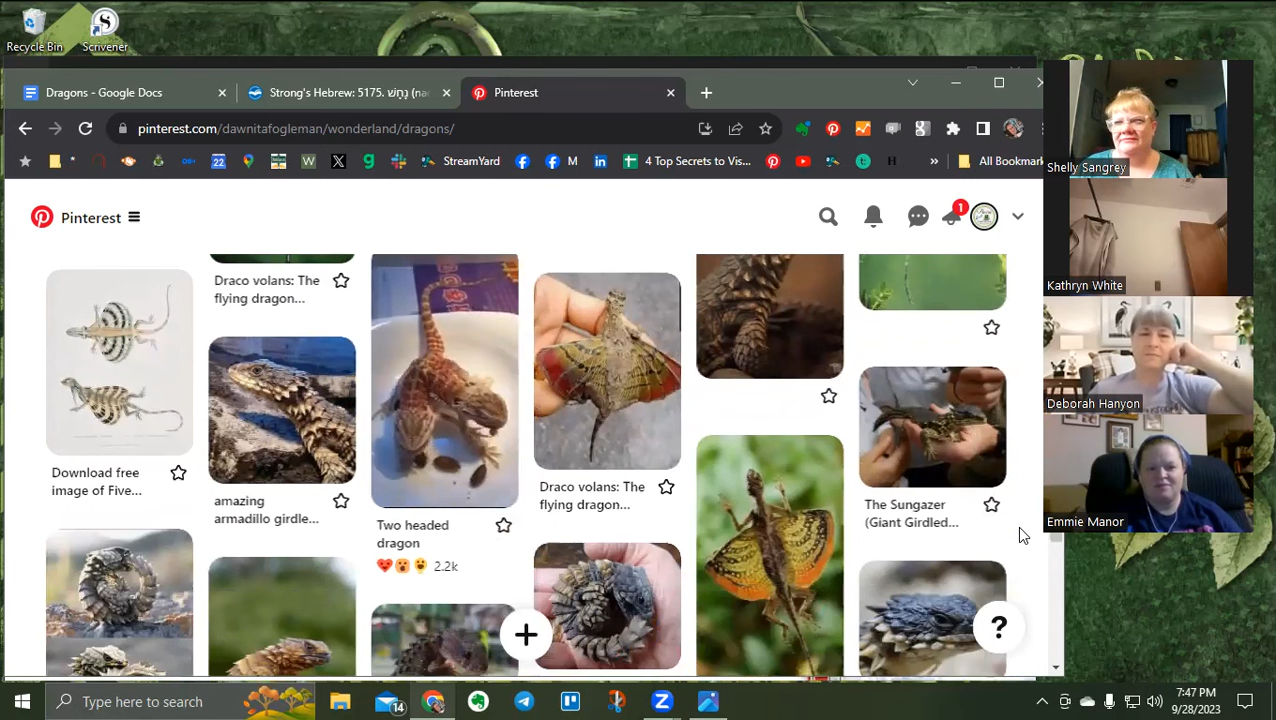 Recycle Bin
Scrivener
Dragons - Google Docs
Strong's Hebrew: 5175. נָחָשׁ (nac
Pinterest
pinterest.com/dawnitafogleman/wonderland/dragons/
22
StreamYard
M
4 Top Secrets to Vis...
H
»
All Bookmark
Pinterest
1
Draco volans: The
flying dragon...
Download free
image of Five...
amazing
armadillo girdle...
Two headed
dragon
2.2k
Draco volans: The
flying dragon...
The Sungazer
(Giant Girdled...
+
?
Shelly Sangrey
Kathryn White
Deborah Hanyon
Emmie Manor
Type here to search
14
7:47 PM
9/28/2023